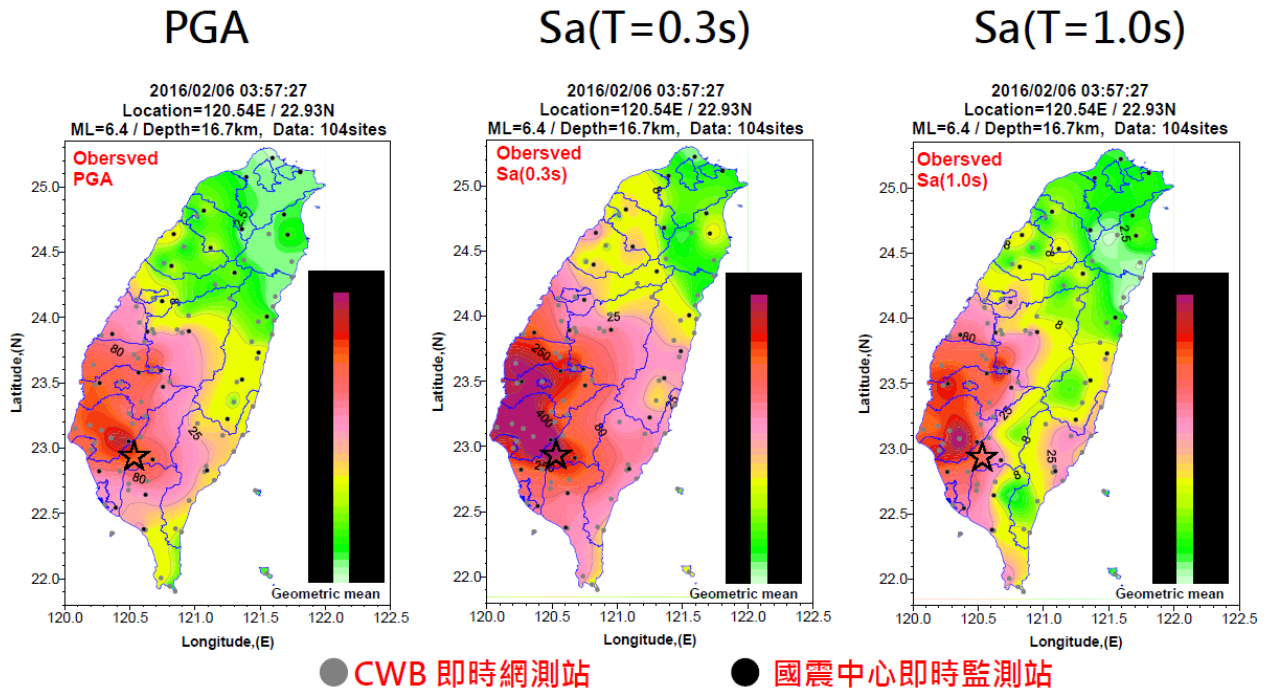 PGA
Sa(T=0.3s)
Sa(T=1.0s)
2016/02/06 03:57:27
Location=120.54E / 22.93N
ML=6.4 / Depth=16.7km, Data: 104sites
Obersved
PGA
25.0
24.5
24.0
23.5
23.0
22.5
22.0
Latitude,(N)
2.5
8
80
25
80
Geometric mean
120.0 120.5 121.0 121.5 122.0 122.5
Longitude,(E)
2016/02/06 03:57:27
Location=120.54E / 22.93N
ML=6.4 / Depth=16.7km, Data: 104sites
Obersved
Sa(0.3s)
25.0
24.5
24.0
23.5
23.0
22.5
22.0
Latitude,(N)
8
25
250
25
400
80
Geometric mean
120.0 120.5 121.0 121.5 122.0 122.5
Longitude,(E)
2016/02/06 03:57:27
Location=120.54E / 22.93N
ML=6.4 / Depth=16.7km, Data: 104sites
Obersved
Sa(1.0s)
25.0
24.5
24.0
23.5
23.0
22.5
22.0
Latitude,(N)
2.5
8
8
80
8
25
8
25
8
Geometric mean
120.0 120.5 121.0 121.5 122.0 122.5
Longitude,(E)
CWB 即時網測站
國震中心即時監測站